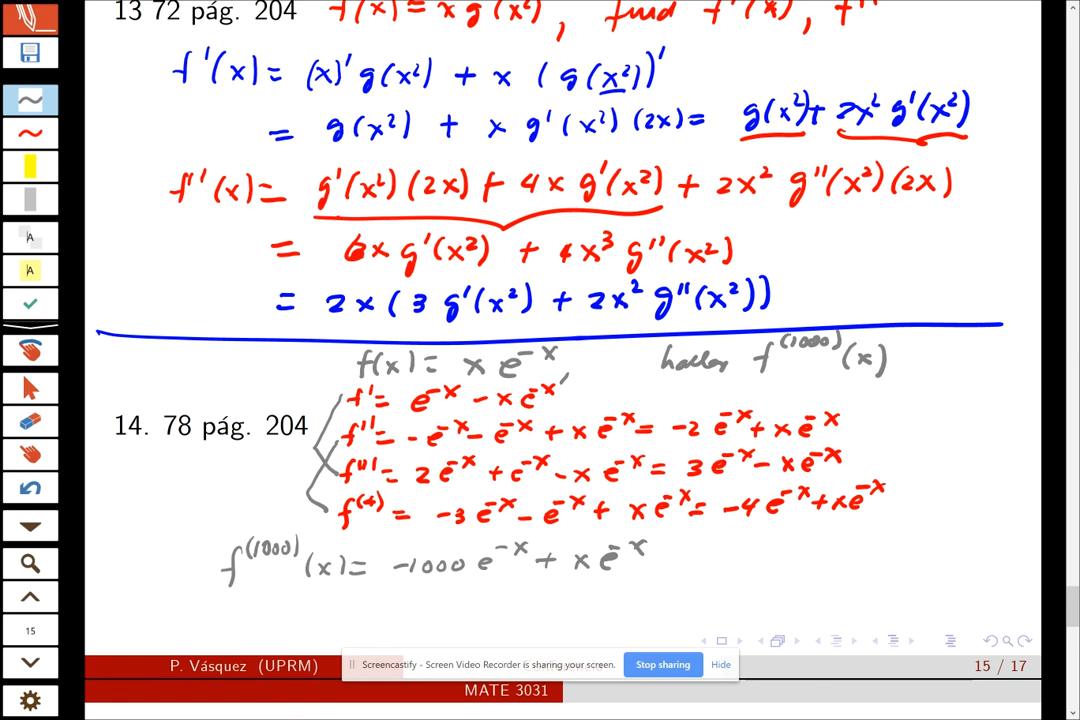 13 72 pág. 204 f(x) = x g(x²), find f'(x), f''
f'(x) = (x)' g(x²) + x (g(x²))'
= g(x²) + x g'(x²) (2x) = g(x²) + 2x² g'(x²)
f''(x) = g'(x²) (2x) + 4x g'(x²) + 2x² g''(x²) (2x)
= 6x g'(x²) + 4x³ g''(x²)
= 2x (3 g'(x²) + 2x² g''(x²))
f(x) = x e^{-x}, hallar f^{(1000)}(x)
f' = e^{-x} - x e^{-x}
14. 78 pág. 204
f'' = -e^{-x} - e^{-x} + x e^{-x} = -2 e^{-x} + x e^{-x}
f''' = 2 e^{-x} + e^{-x} - x e^{-x} = 3 e^{-x} - x e^{-x}
f^{(4)} = -3 e^{-x} - e^{-x} + x e^{-x} = -4 e^{-x} + x e^{-x}
f^{(1000)}(x) = -1000 e^{-x} + x e^{-x}
A
A
15
P. Vásquez (UPRM)
Screencastify - Screen Video Recorder is sharing your screen.
Stop sharing
Hide
15 / 17
MATE 3031